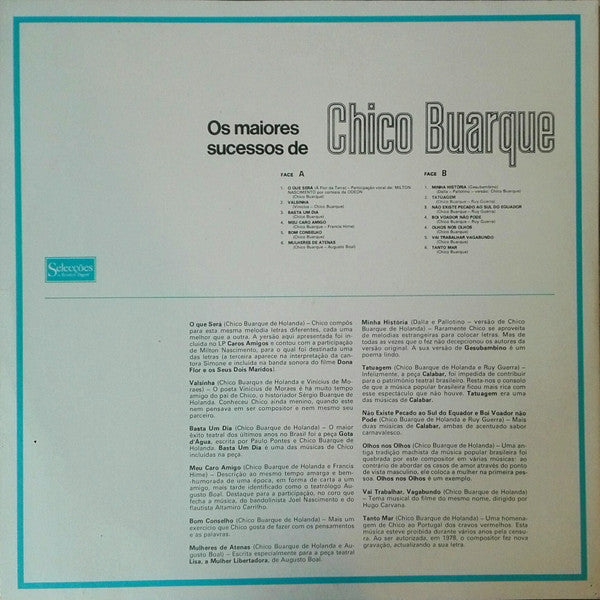 Os maiores
sucessos de
Chico Buarque
FACE A
1. O QUE SERÁ (À Flor da Terra) – Participação vocal de: MILTON
NASCIMENTO por cortesia da ODEON
(Chico Buarque)
2. VALSINHA
(Vinicius – Chico Buarque)
3. BASTA UM DIA
(Chico Buarque)
4. MEU CARO AMIGO
(Chico Buarque – Francis Hime)
5. BOM CONSELHO
(Chico Buarque)
6. MULHERES DE ATENAS
(Chico Buarque – Augusto Boal)
FACE B
1. MINHA HISTÓRIA (Gesubambino)
(Dalla – Pallotino – versão: Chico Buarque)
2. TATUAGEM
(Chico Buarque – Ruy Guerra)
3. NÃO EXISTE PECADO AO SUL DO EQUADOR
(Chico Buarque – Ruy Guerra)
BOI VOADOR NÃO PODE
(Chico Buarque – Ruy Guerra)
4. OLHOS NOS OLHOS
(Chico Buarque)
5. VAI TRABALHAR VAGABUNDO
(Chico Buarque)
6. TANTO MAR
(Chico Buarque)
Selecções
do Reader's Digest
O que Será (Chico Buarque de Holanda) – Chico compôs
para esta mesma melodia letras diferentes, cada uma
melhor que a outra. A versão aqui apresentada foi in-
cluída no LP Caros Amigos e contou com a participação
de Milton Nascimento, para o qual foi destinada uma
das letras (a terceira aparece na interpretação da can-
tora Simone e incluída na banda sonora do filme Dona
Flor e os Seus Dois Maridos).
Valsinha (Chico Buarque de Holanda e Vinicius de Mo-
raes) – O poeta Vinicius de Moraes é há muito tempo
amigo do pai de Chico, o historiador Sérgio Buarque de
Holanda. Conheceu Chico ainda menino, quando este
nem pensava em ser compositor e nem mesmo seu
parceiro.
Basta Um Dia (Chico Buarque de Holanda) – O maior
êxito teatral dos últimos anos no Brasil foi a peça Gota
d'Água, escrita por Paulo Pontes e Chico Buarque de
Holanda. Basta Um Dia é uma das músicas de Chico
incluídas na peça.
Meu Caro Amigo (Chico Buarque de Holanda e Francis
Hime) – Descrição ao mesmo tempo amarga e bem-
-humorada de uma época, em forma de carta a um
amigo, mais tarde identificado como o teatrólogo Au-
gusto Boal. Destaque para a participação, no coro que
fecha a música, do bandolinista Joel Nascimento e do
flautista Altamiro Carrilho.
Bom Conselho (Chico Buarque de Holanda) – Mais um
exercício que Chico gosta de fazer com os pensamentos
e as palavras.
Mulheres de Atenas (Chico Buarque de Holanda e Au-
gusto Boal) – Escrita especialmente para a peça teatral
Lisa, a Mulher Libertadora, de Augusto Boal.
Minha História (Dalla e Pallotino – versão de Chico
Buarque de Holanda) – Raramente Chico se aproveita
de melodias estrangeiras para colocar letras. Mas de
todas as vezes que o fez não decepcionou os autores da
versão original. A sua versão de Gesubambino é um
poema lindo.
Tatuagem (Chico Buarque de Holanda e Ruy Guerra) –
Infelizmente, a peça Calabar, foi impedida de contribuir
para o património teatral brasileiro. Resta-nos o consolo
de que a música popular brasileira ficou mais rica com
este espectáculo que não houve. Tatuagem era uma
das músicas de Calabar.
Não Existe Pecado ao Sul do Equador e Boi Voador não
Pode (Chico Buarque de Holanda e Ruy Guerra) – Mais
duas músicas de Calabar, ambas de acentuado sabor
carnavalesco.
Olhos nos Olhos (Chico Buarque de Holanda) – Uma an-
tiga tradição machista da música popular brasileira foi
quebrada por este compositor em várias músicas: ao
contrário de abordar os casos de amor através do ponto
de vista masculino, ele coloca a mulher na primeira pes-
soa. Olhos nos Olhos é um exemplo.
Vai Trabalhar, Vagabundo (Chico Buarque de Holanda)
– Tema musical do filme do mesmo nome, dirigido por
Hugo Carvana.
Tanto Mar (Chico Buarque de Holanda) – Uma homena-
gem de Chico ao Portugal dos cravos vermelhos. Esta
música esteve proibida durante vários anos pela censu-
ra. Ao ser autorizada, em 1978, o compositor fez nova
gravação, actualizando a sua letra.